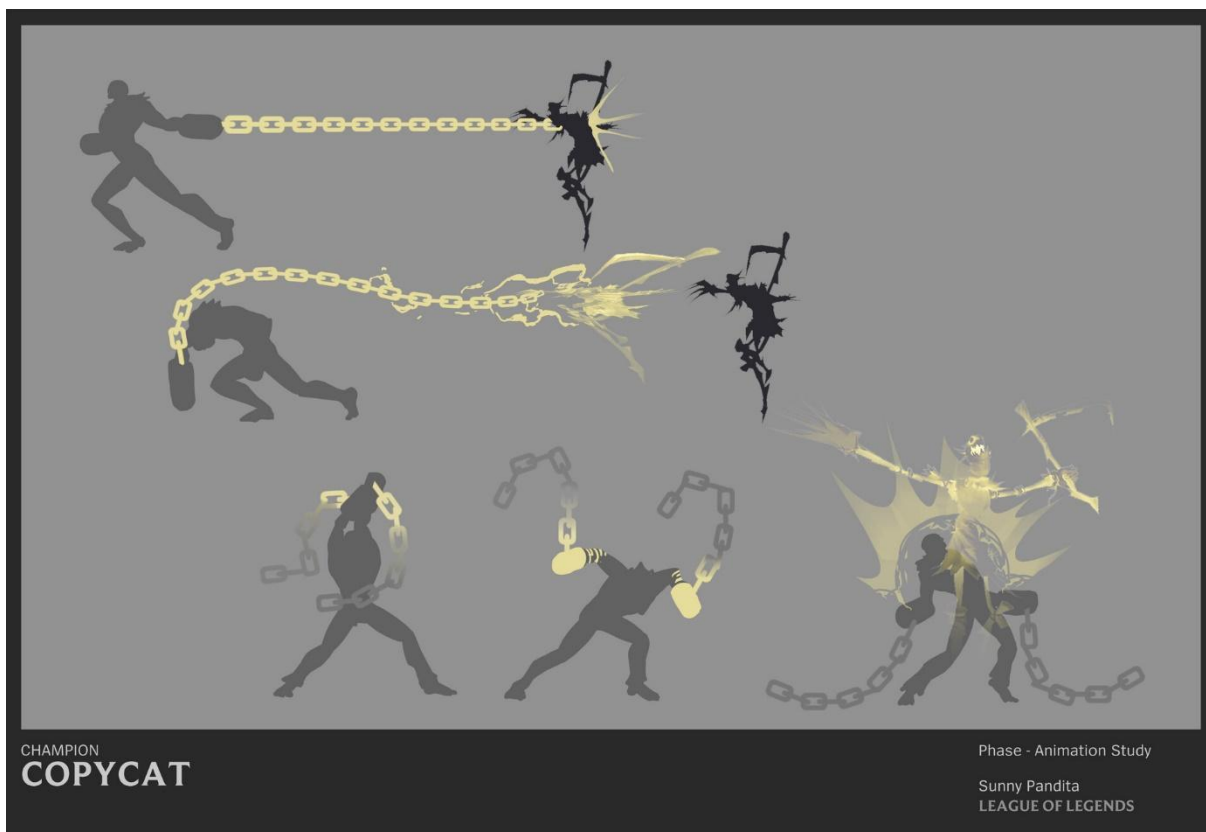 CHAMPION
COPYCAT
Phase - Animation Study
Sunny Pandita
LEAGUE OF LEGENDS